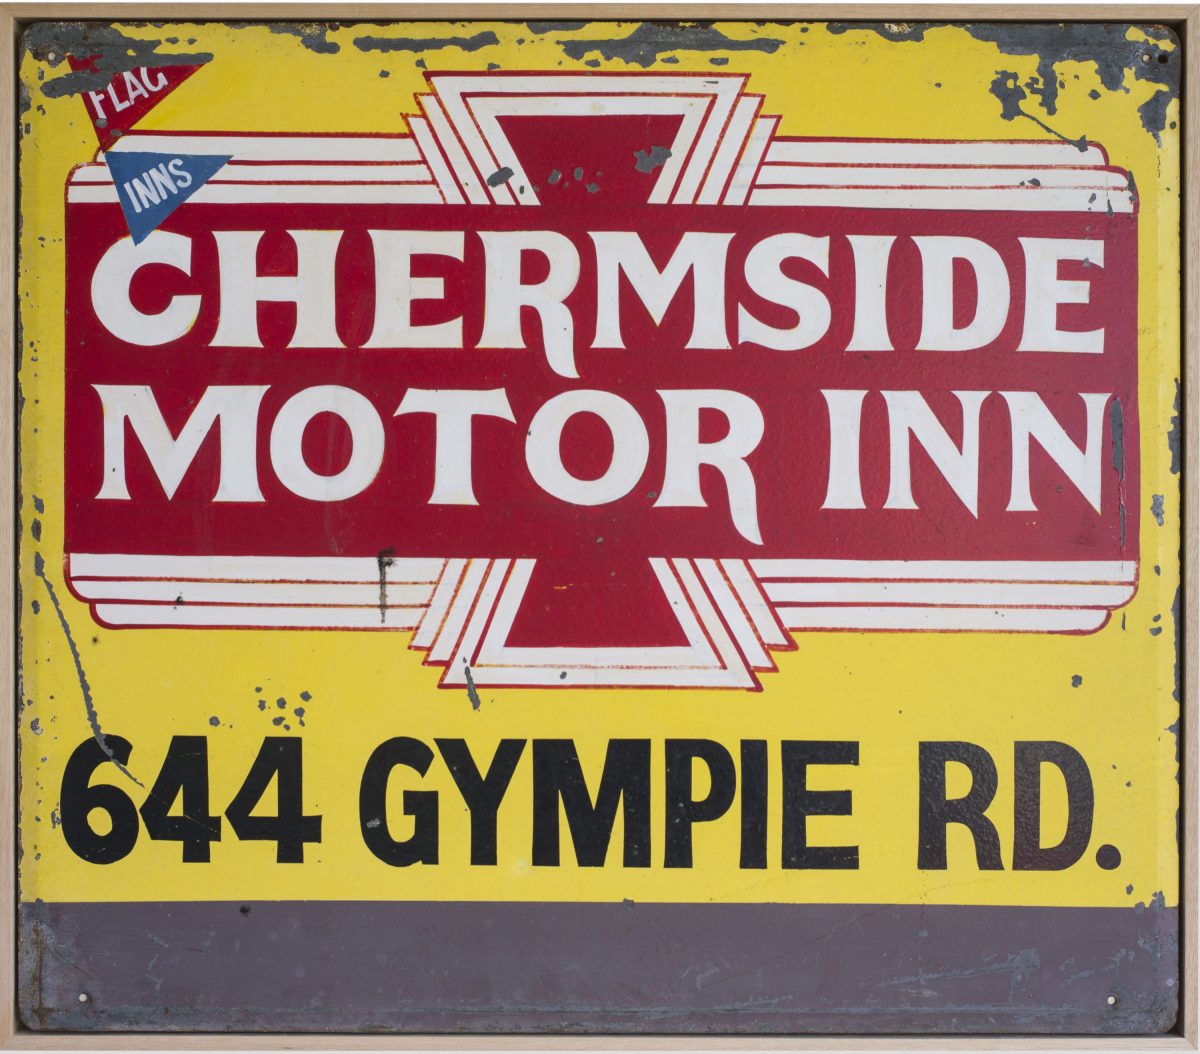 FLAG
INNS
CHERMSIDE
MOTOR INN
644 GYMPIE RD.